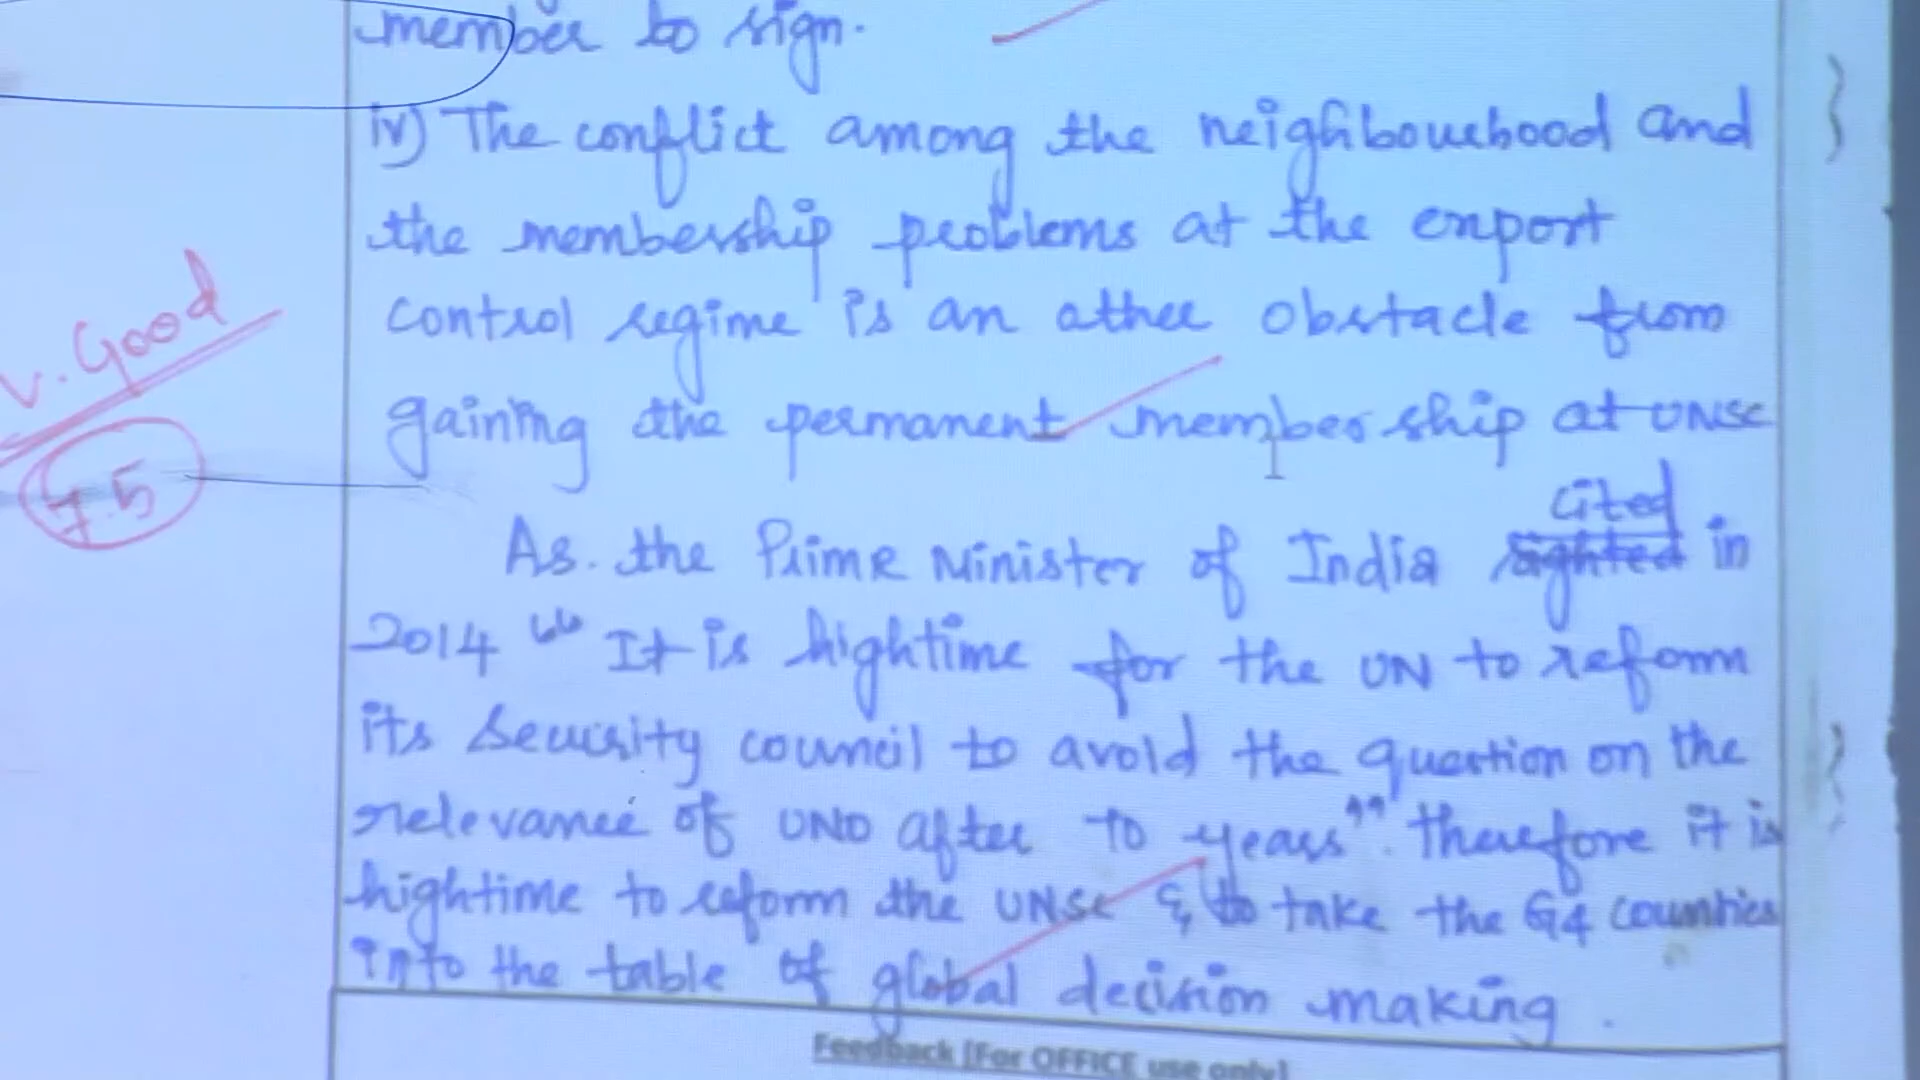 member to sign.
iv) The conflict among the neighbourhood and
the membership problems at the export
control regime is an other obstacle from
gaining the permanent membership at UNSC
V. Good
7.5
cited
As. the Prime Minister of India sighted in
2014 "It is hightime for the UN to reform
its security council to avoid the question on the
relevance of UNO after 70 years". therefore it is
hightime to reform the UNSC & to take the G4 countries
into the table of global decision making.
Feedback [For OFFICE use only]